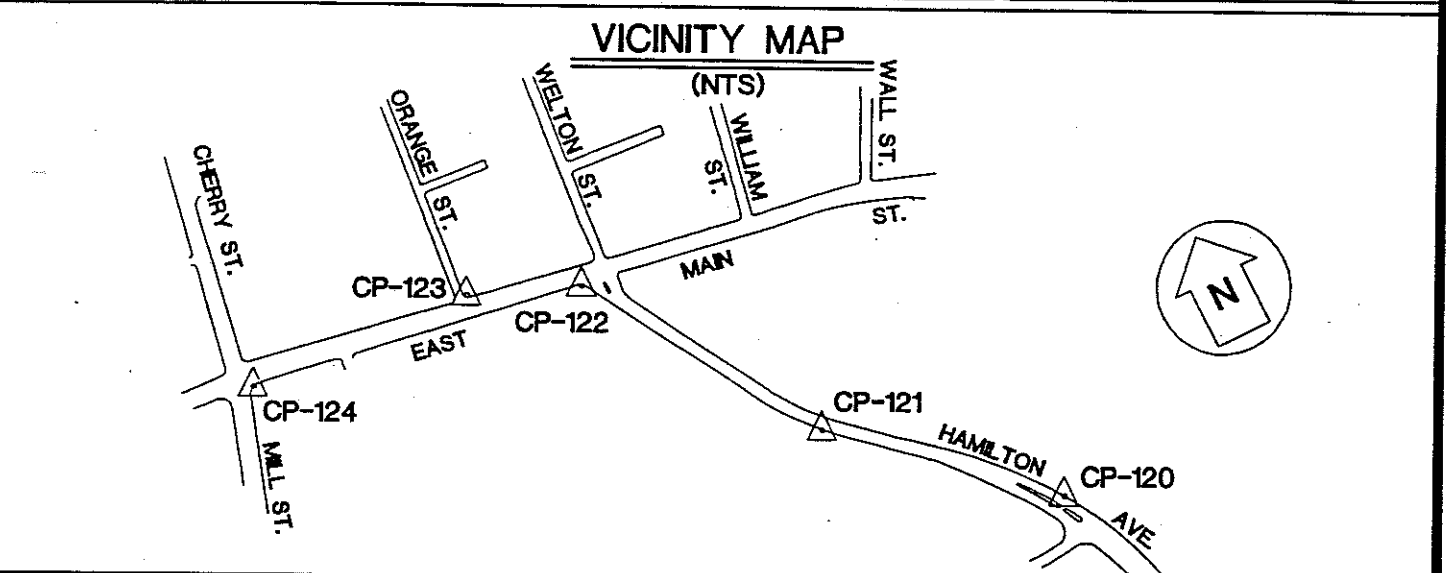 VICINITY MAP
(NTS)
CHERRY ST.
ORANGE ST.
WELTON ST.
WILLIAM ST.
WALL ST.
ST.
MAIN
EAST
CP-123
CP-122
CP-124
MILL ST.
CP-121
HAMILTON
CP-120
AVE.
N